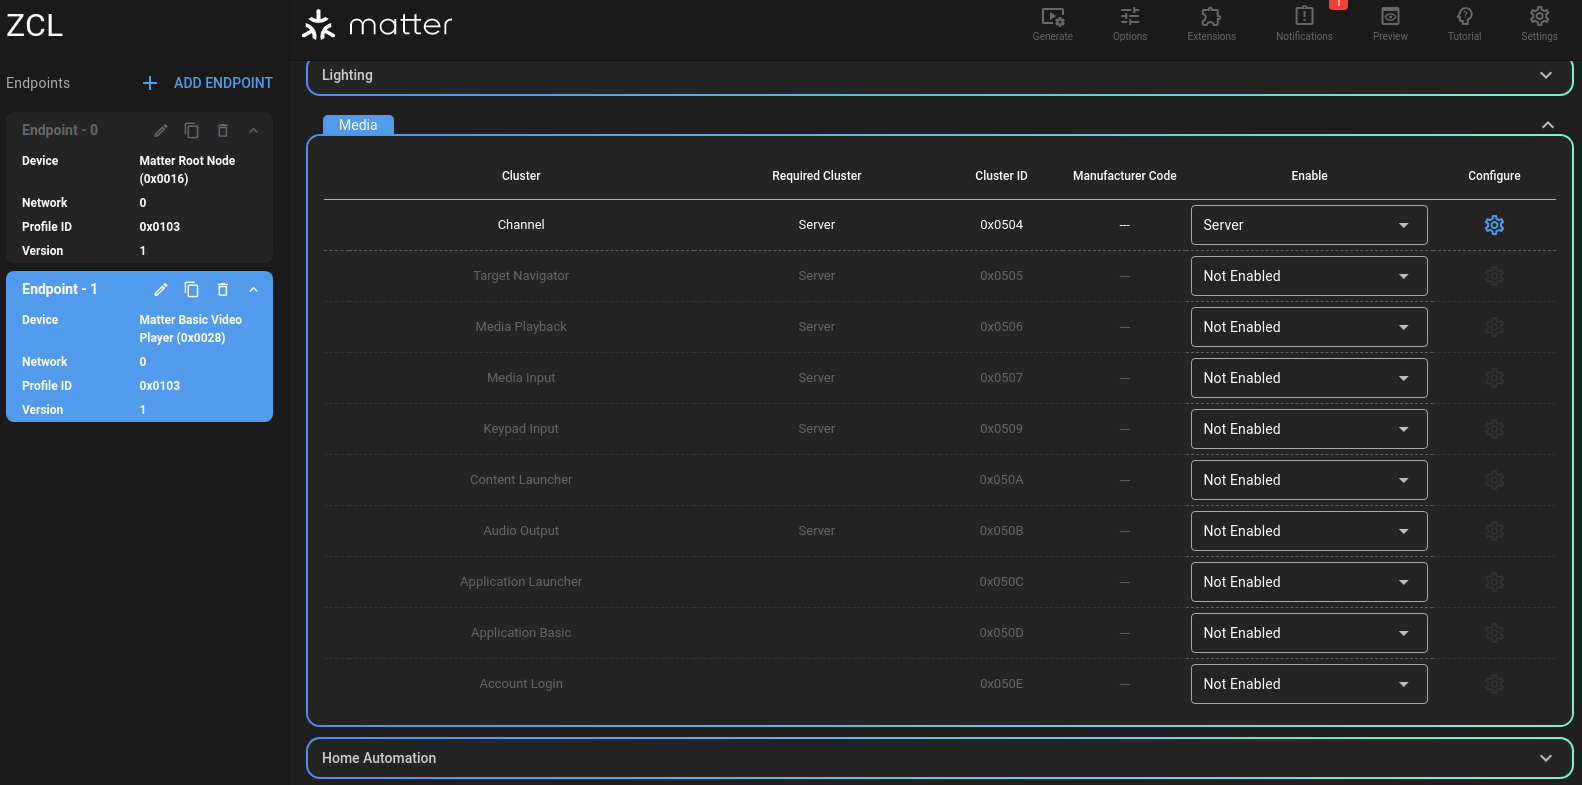 ZCL
matter
Generate
Options
Extensions
1
Notifications
Preview
Tutorial
Settings
Endpoints
ADD ENDPOINT
Endpoint - 0
Device Matter Root Node
(0x0016)
Network 0
Profile ID 0x0103
Version 1
Endpoint - 1
Device Matter Basic Video
Player (0x0028)
Network 0
Profile ID 0x0103
Version 1
Lighting
Media
Cluster Required Cluster Cluster ID Manufacturer Code Enable Configure
Channel Server 0x0504 --- Server
Target Navigator Server 0x0505 --- Not Enabled
Media Playback Server 0x0506 --- Not Enabled
Media Input Server 0x0507 --- Not Enabled
Keypad Input Server 0x0509 --- Not Enabled
Content Launcher 0x050A --- Not Enabled
Audio Output Server 0x050B --- Not Enabled
Application Launcher 0x050C --- Not Enabled
Application Basic 0x050D --- Not Enabled
Account Login 0x050E --- Not Enabled
Home Automation